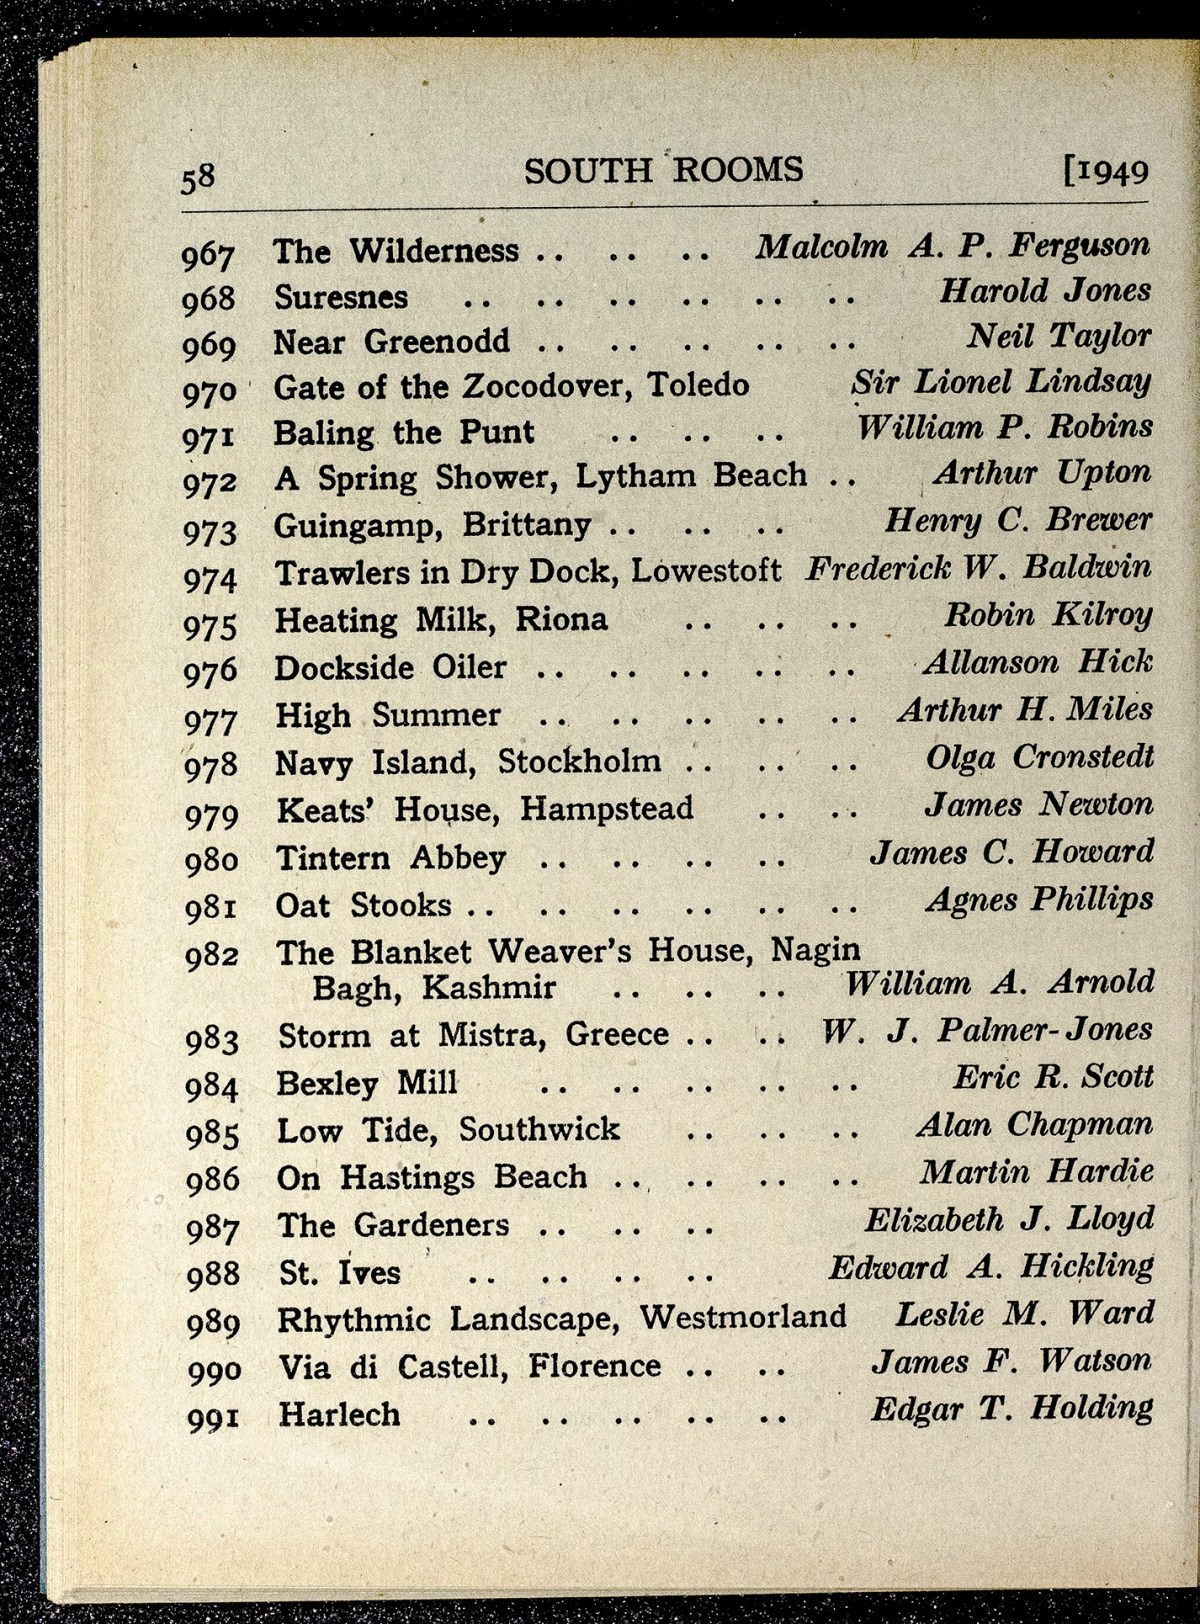 58 SOUTH ROOMS [1949
967 The Wilderness .. .. .. Malcolm A. P. Ferguson
968 Suresnes .. .. .. .. .. .. Harold Jones
969 Near Greenodd .. .. .. .. .. Neil Taylor
970 Gate of the Zocodover, Toledo Sir Lionel Lindsay
971 Baling the Punt .. .. .. William P. Robins
972 A Spring Shower, Lytham Beach .. Arthur Upton
973 Guingamp, Brittany .. .. .. Henry C. Brewer
974 Trawlers in Dry Dock, Lowestoft Frederick W. Baldwin
975 Heating Milk, Riona .. .. .. Robin Kilroy
976 Dockside Oiler .. .. .. .. .. Allanson Hick
977 High Summer .. .. .. .. .. Arthur H. Miles
978 Navy Island, Stockholm .. .. .. Olga Cronstedt
979 Keats' House, Hampstead .. .. James Newton
980 Tintern Abbey .. .. .. .. James C. Howard
981 Oat Stooks .. .. .. .. .. .. Agnes Phillips
982 The Blanket Weaver's House, Nagin
Bagh, Kashmir .. .. .. William A. Arnold
983 Storm at Mistra, Greece .. .. W. J. Palmer-Jones
984 Bexley Mill .. .. .. .. .. Eric R. Scott
985 Low Tide, Southwick .. .. .. Alan Chapman
986 On Hastings Beach .. .. .. .. Martin Hardie
987 The Gardeners .. .. .. Elizabeth J. Lloyd
988 St. Ives .. .. .. .. Edward A. Hickling
989 Rhythmic Landscape, Westmorland Leslie M. Ward
990 Via di Castell, Florence .. .. James F. Watson
991 Harlech .. .. .. .. .. Edgar T. Holding